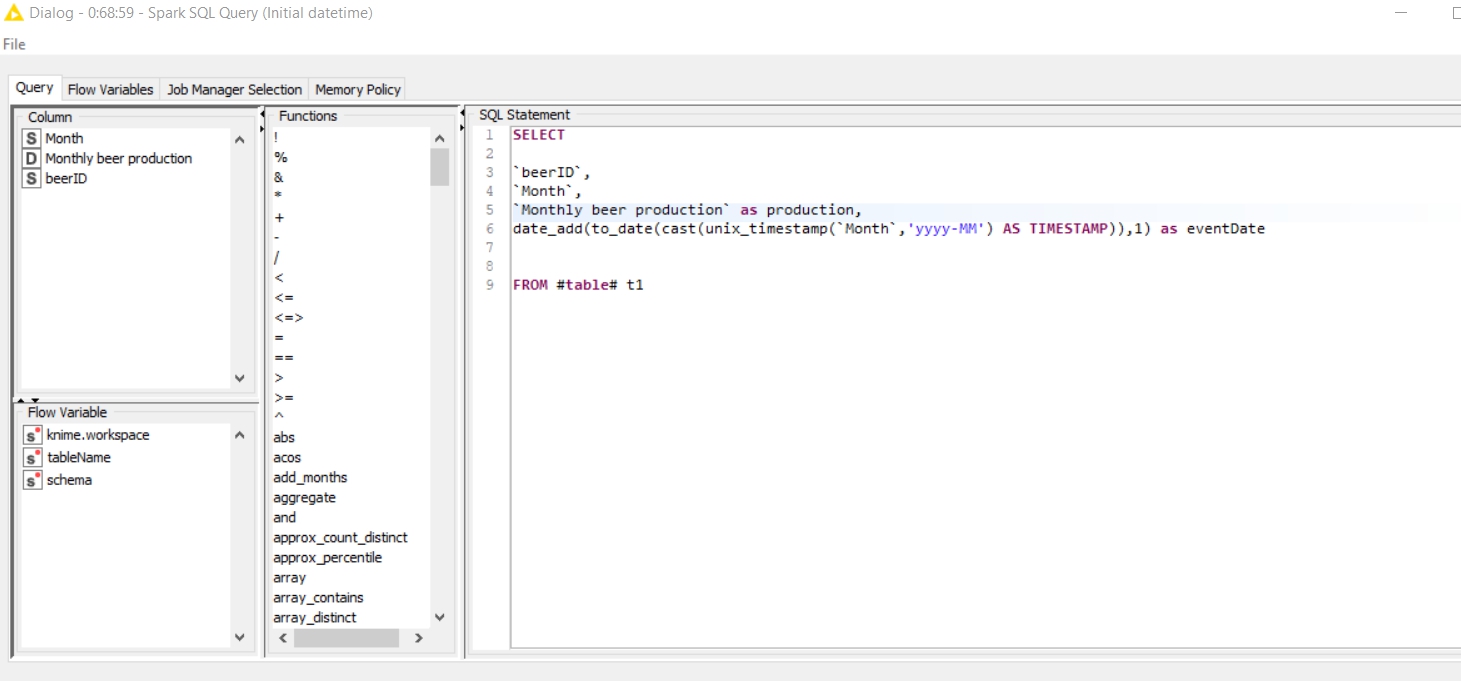 Dialog - 0:68:59 - Spark SQL Query (Initial datetime)
File
Query Flow Variables Job Manager Selection Memory Policy
Column
S Month
D Monthly beer production
S beerID
Flow Variable
s knime.workspace
s tableName
s schema
Functions
!
%
&
*
+
-
/
<
<=
<=>
=
==
>
>=
^
abs
acos
add_months
aggregate
and
approx_count_distinct
approx_percentile
array
array_contains
array_distinct
SQL Statement
1 SELECT
2
3 `beerID`,
4 `Month`,
5 `Monthly beer production` as production,
6 date_add(to_date(cast(unix_timestamp(`Month`,'yyyy-MM') AS TIMESTAMP)),1) as eventDate
7
8
9 FROM #table# t1